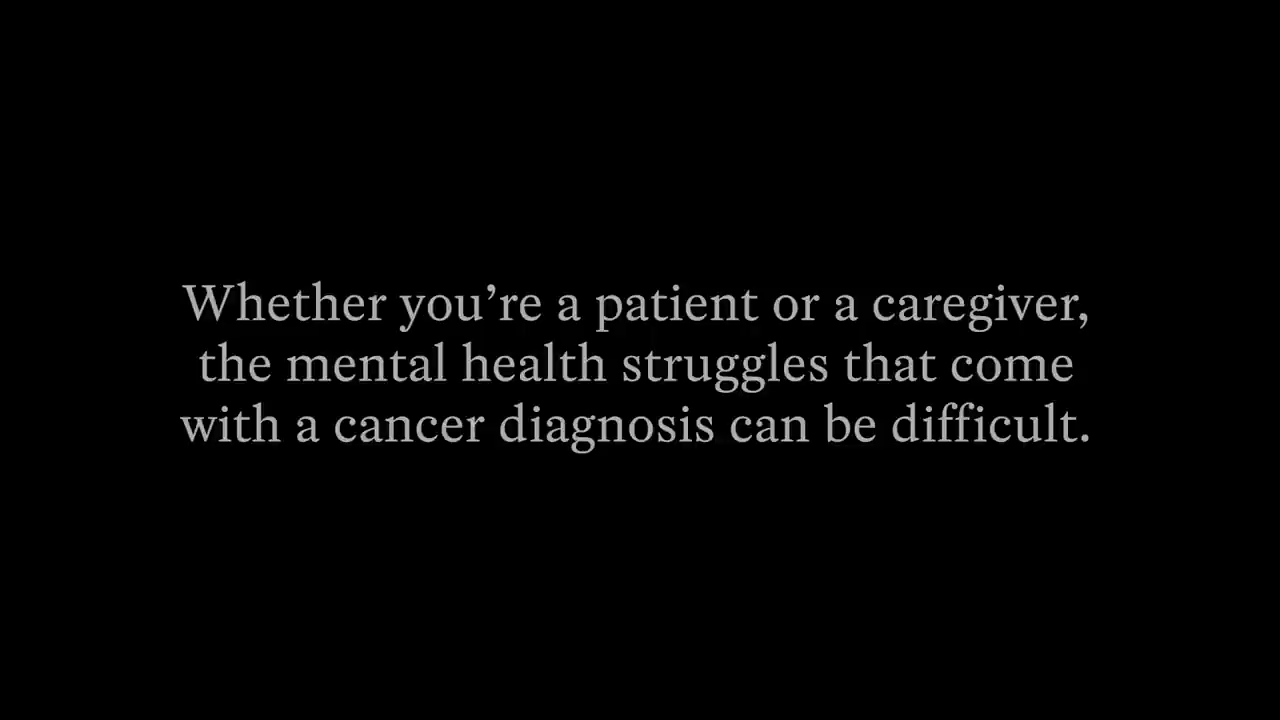 Whether you’re a patient or a caregiver,
the mental health struggles that come
with a cancer diagnosis can be difficult.